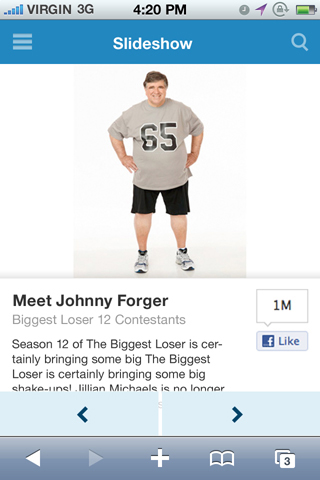 VIRGIN 3G 4:20 PM
Slideshow
65
Meet Johnny Forger
Biggest Loser 12 Contestants
1M
Like
Season 12 of The Biggest Loser is cer-
tainly bringing some big The Biggest
Loser is certainly bringing some big
shake-ups! Jillian Michaels is no longer
3